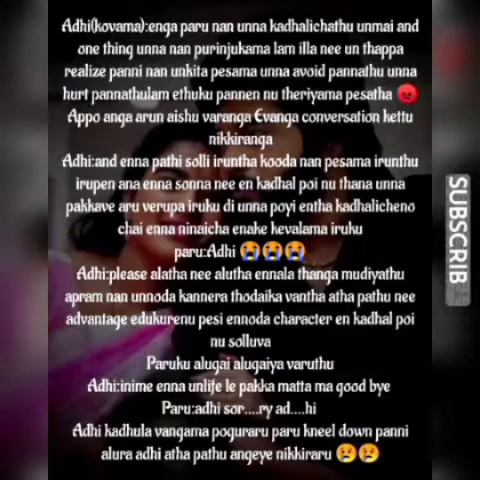 Adhi(kovama):enga paru nan unna kadhalichathu unmai and
one thing unna nan purinjukama lam illa nee un thappa
realize panni nan unkita pesama unna avoid pannathu unna
hurt pannathulam ethuku pannen nu theriyama pesatha 😡
Appo anga arun aishu varanga Evanga conversation kettu
nikkiranga
Adhi:and enna pathi solli iruntha kooda nan pesama irunthu
irupen ana enna sonna nee en kadhal poi nu thana unna
pakkave aru verupa iruku di unna poyi entha kadhalicheno
chai enna ninaicha enake kevalama iruku
paru:Adhi 😭😭😭
Adhi:please alatha nee alutha ennala thanga mudiyathu
apram nan unnoda kannera thodaika vantha atha pathu nee
advantage edukurenu pesi ennoda character en kadhal poi
nu solluva
Paruku alugai alugaiya varuthu
Adhi:inime enna unlife le pakka matta ma good bye
Paru:adhi sor....ry ad....hi
Adhi kadhula vangama poguraru paru kneel down panni
alura adhi atha pathu angeye nikkiraru 😢😢
SUBSCRIB